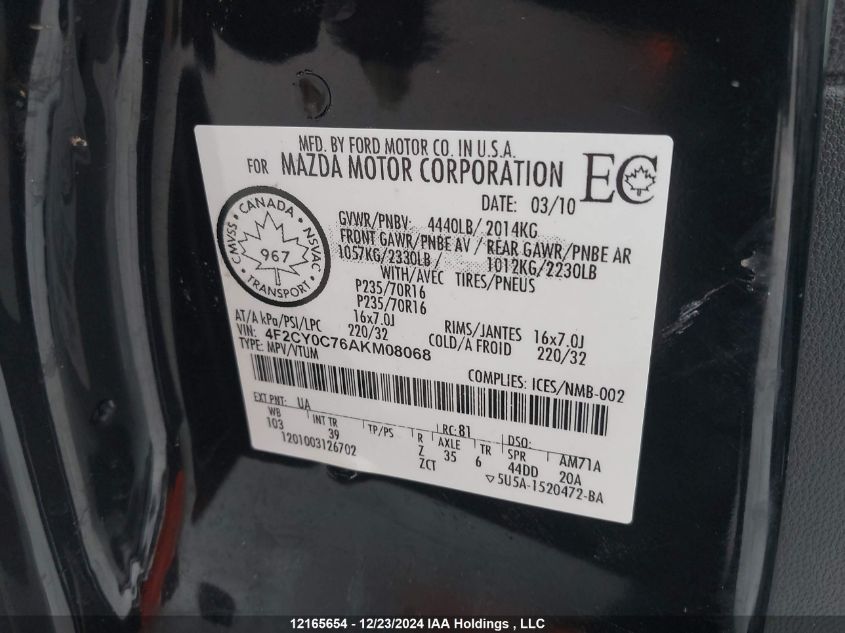 MFD. BY FORD MOTOR CO. IN U.S.A.
FOR MAZDA MOTOR CORPORATION
EC
DATE: 03/10
CANADA
CMVSS NSVAC
967
TRANSPORT
GVWR/PNBV: 4440LB/ 2014KG
FRONT GAWR/PNBE AV / REAR GAWR/PNBE AR
1057KG/2330LB / 1012KG/2230LB
WITH/AVEC TIRES/PNEUS
P235/70R16
P235/70R16
16x7.0J RIMS/JANTES 16x7.0J
AT/A kPa/PSI/LPC 220/32 COLD/A FROID 220/32
VIN: 4F2CY0C76AKM08068
TYPE: MPV/VTUM
COMPLIES: ICES/NMB-002
EXT PNT: UA RC: 81 DSO:
WB INT TR TP/PS R AXLE TR SPR AM71A
103 39 Z 35 6 44DD 20A
1201003126702 ZCT
5U5A-1520472-BA
12165654 - 12/23/2024 IAA Holdings , LLC